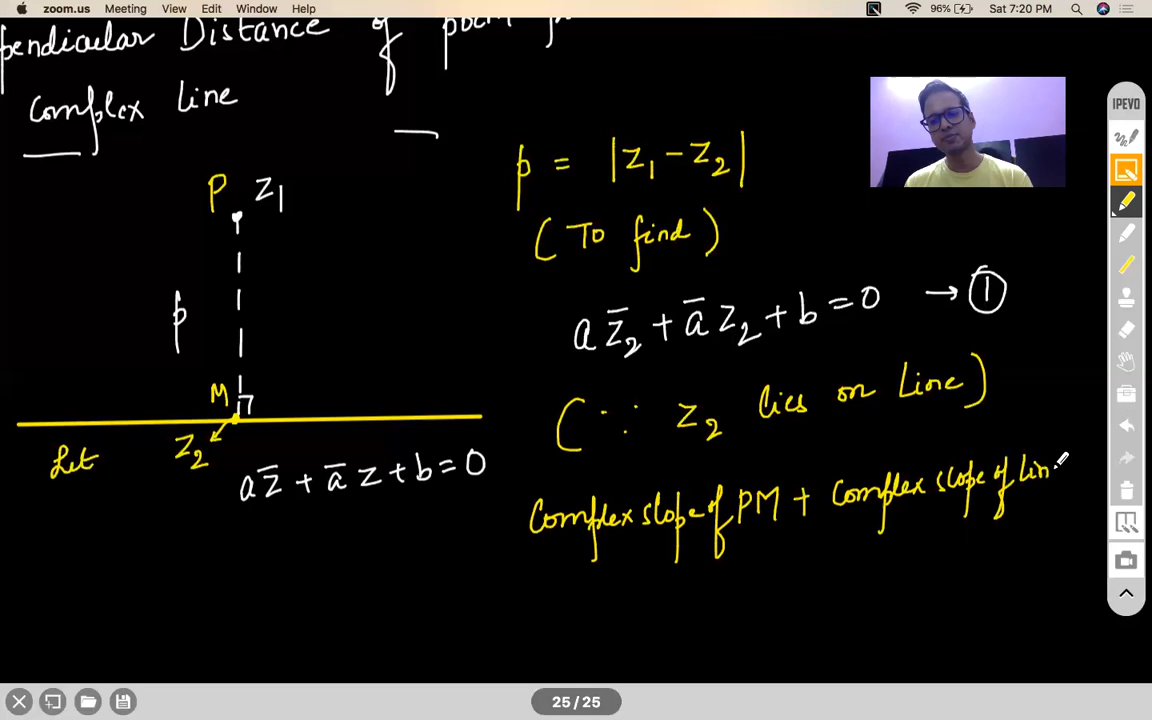 zoom.us Meeting View Edit Window Help 96% Sat 7:20 PM
pendicular Distance of
complex line
P z₁
p
M
Let z₂
az̄ + āz + b = 0
p = |z₁ - z₂|
(To find)
az̄₂ + āz₂ + b = 0 → ①
(∵ z₂ lies on Line)
Complex slope of PM + Complex slope of Lin
IPEVO
25/25